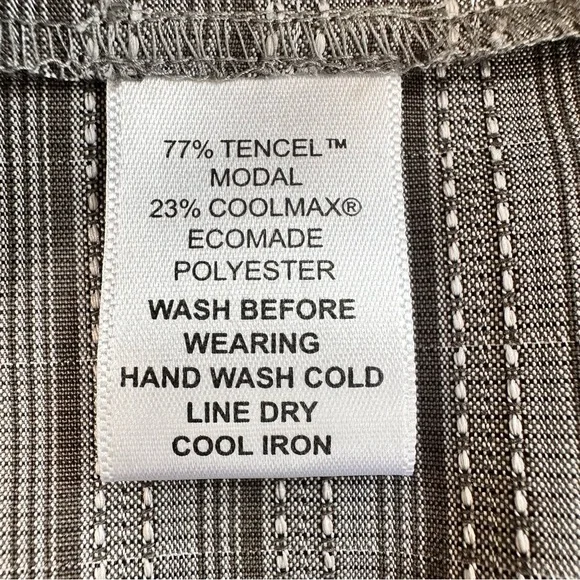 77% TENCEL™
MODAL
23% COOLMAX®
ECOMADE
POLYESTER
WASH BEFORE
WEARING
HAND WASH COLD
LINE DRY
COOL IRON